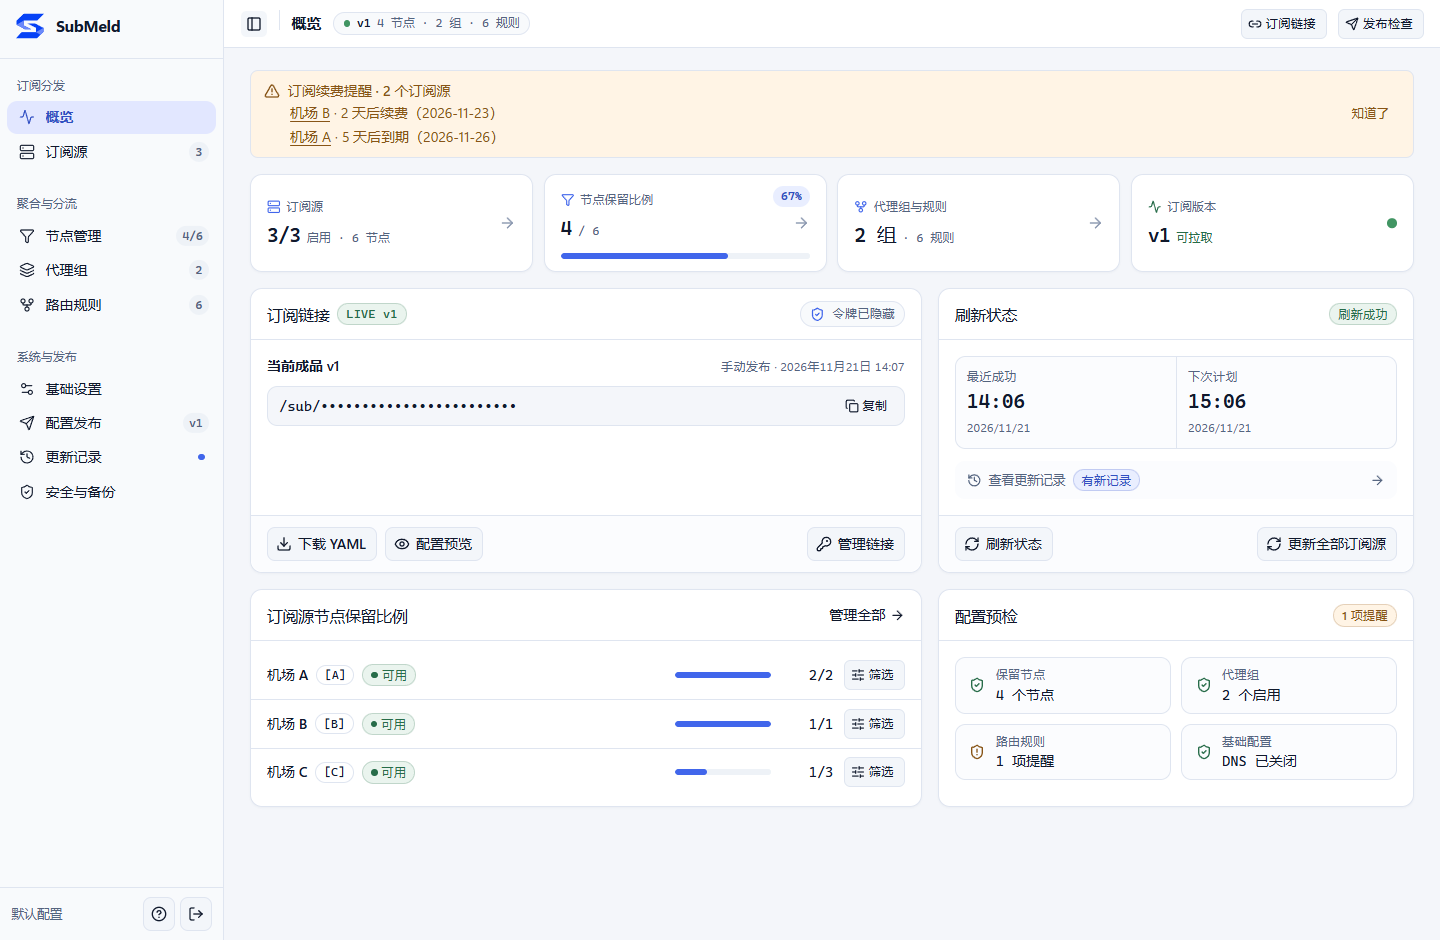 SubMeld
订阅分发
概览
订阅源 3
聚合与分流
节点管理 4/6
代理组 2
路由规则 6
系统与发布
基础设置
配置发布 v1
更新记录
安全与备份
默认配置
概览 v1 4 节点 · 2 组 · 6 规则
订阅链接 发布检查
订阅续费提醒 · 2 个订阅源
机场 B · 2 天后续费（2026-11-23）
知道了
机场 A · 5 天后到期（2026-11-26）
订阅源
3/3 启用 · 6 节点
节点保留比例 67%
4 / 6
代理组与规则
2 组 · 6 规则
订阅版本
v1 可拉取
订阅链接 LIVE v1 令牌已隐藏
当前成品 v1 手动发布 · 2026年11月21日 14:07
/sub/•••••••••••••••••••••••• 复制
下载 YAML 配置预览 管理链接
刷新状态 刷新成功
最近成功 下次计划
14:06 15:06
2026/11/21 2026/11/21
查看更新记录 有新记录
刷新状态 更新全部订阅源
订阅源节点保留比例 管理全部
机场 A [A] 可用 2/2 筛选
机场 B [B] 可用 1/1 筛选
机场 C [C] 可用 1/3 筛选
配置预检 1 项提醒
保留节点
4 个节点
代理组
2 个启用
路由规则
1 项提醒
基础配置
DNS 已关闭